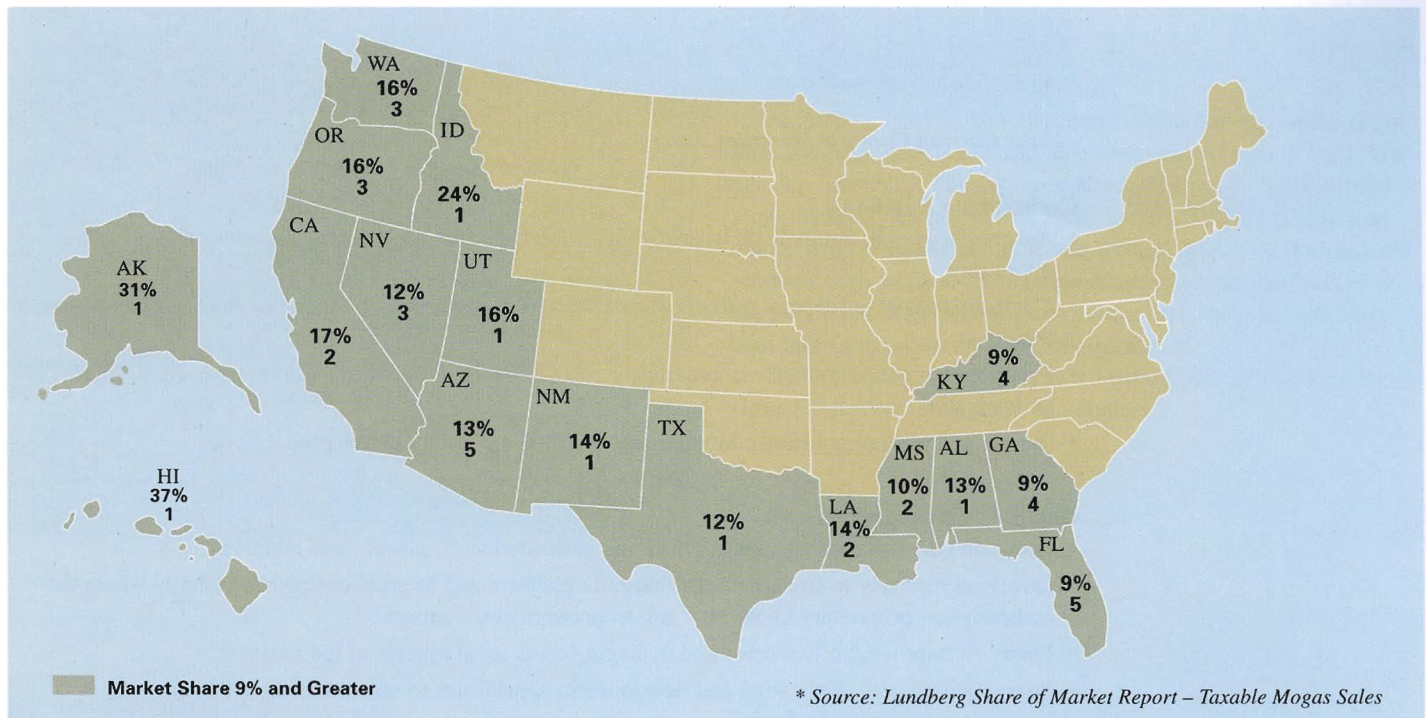 WA
16%
3
OR
16%
3
ID
24%
1
CA
17%
2
NV
12%
3
UT
16%
1
AK
31%
1
AZ
13%
5
NM
14%
1
TX
12%
1
KY
9%
4
HI
37%
1
LA
14%
2
MS
10%
2
AL
13%
1
GA
9%
4
FL
9%
5
Market Share 9% and Greater
* Source: Lundberg Share of Market Report – Taxable Mogas Sales